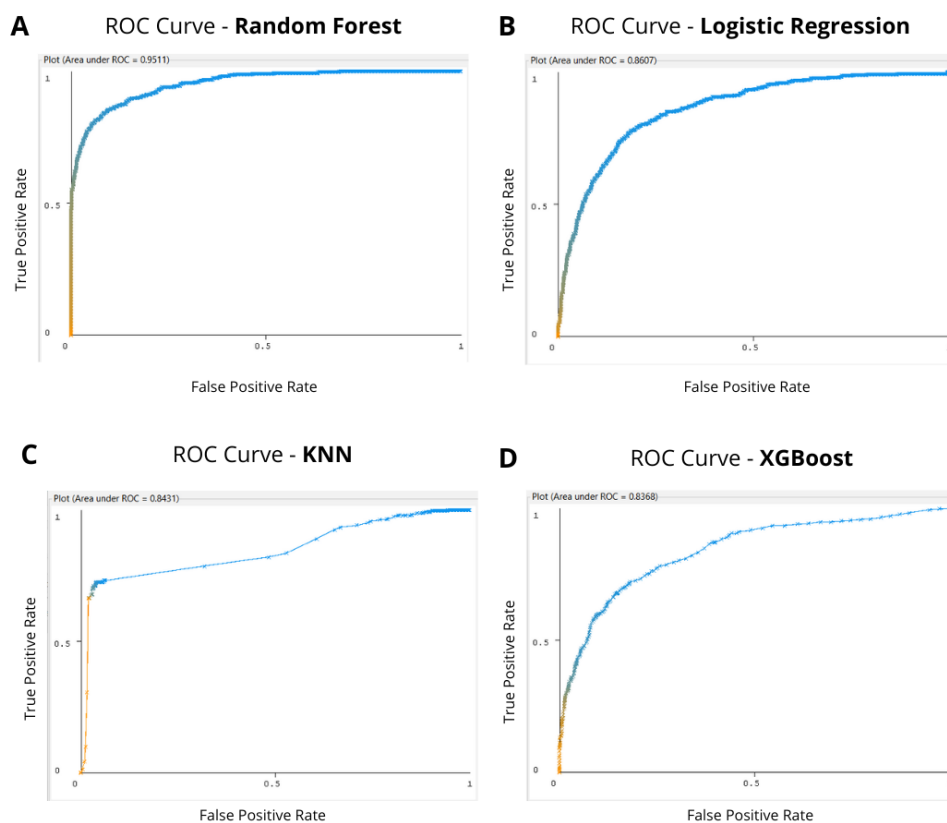 A
ROC Curve - Random Forest
Plot (Area under ROC = 0.9511)
1
0.5
0
0
0.5
1
True Positive Rate
False Positive Rate
B
ROC Curve - Logistic Regression
Plot (Area under ROC = 0.8607)
1
0.5
0
0
0.5
True Positive Rate
False Positive Rate
C
ROC Curve - KNN
Plot (Area under ROC = 0.8431)
1
0.5
0
0
0.5
1
True Positive Rate
False Positive Rate
D
ROC Curve - XGBoost
Plot (Area under ROC = 0.8368)
1
0.5
0
0
0.5
True Positive Rate
False Positive Rate